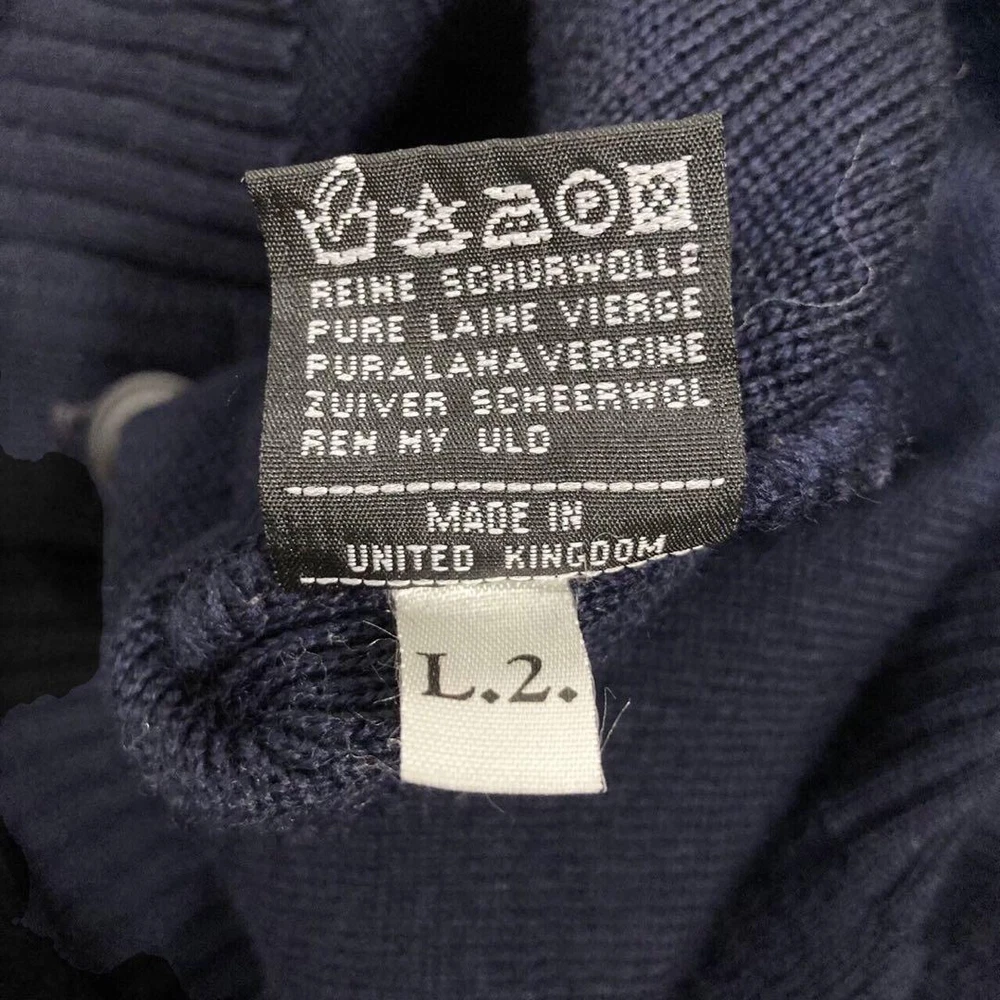 P
REINE SCHURWOLLE
PURE LAINE VIERGE
PURA LANA VERGINE
ZUIVER SCHEERWOL
REN NY ULD
MADE IN
UNITED KINGDOM
L.2.